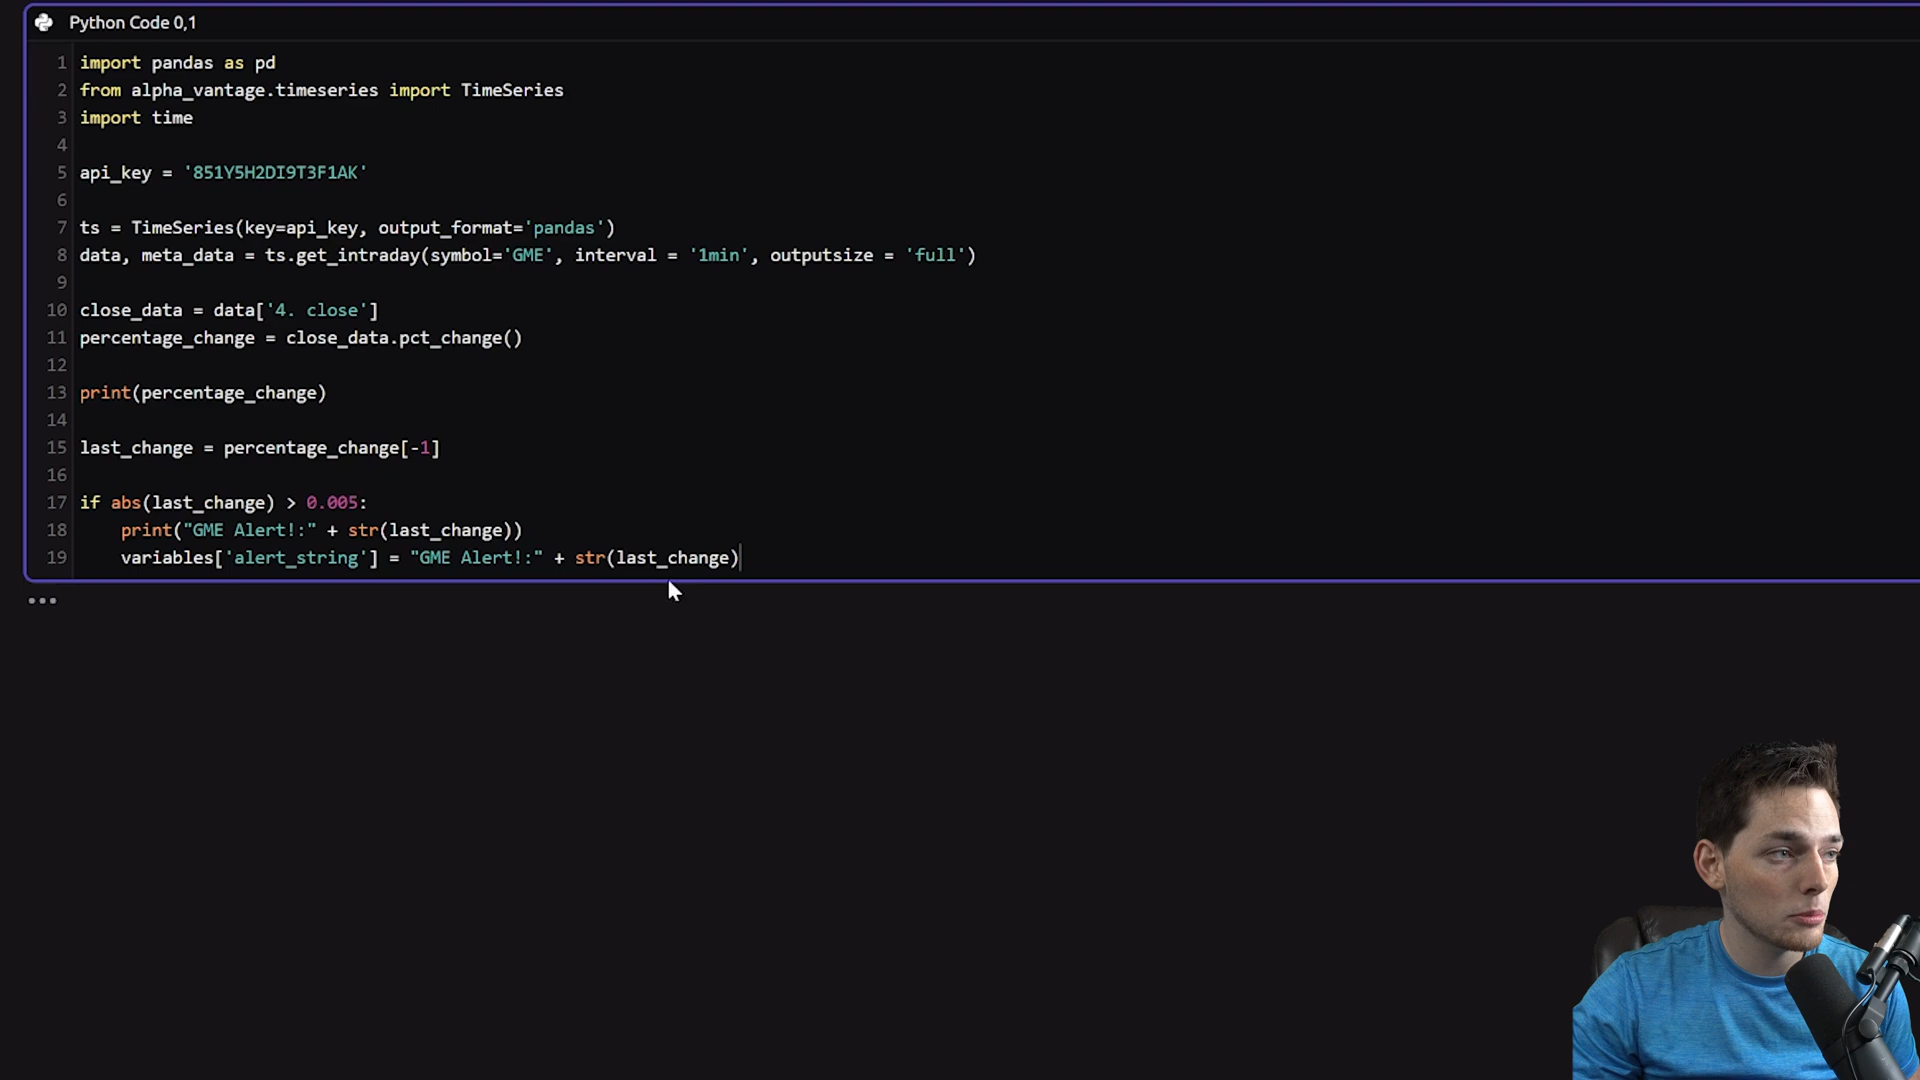 Python Code 0,1
1 import pandas as pd
2 from alpha_vantage.timeseries import TimeSeries
3 import time
4
5 api_key = '851Y5H2DI9T3F1AK'
6
7 ts = TimeSeries(key=api_key, output_format='pandas')
8 data, meta_data = ts.get_intraday(symbol='GME', interval = '1min', outputsize = 'full')
9
10 close_data = data['4. close']
11 percentage_change = close_data.pct_change()
12
13 print(percentage_change)
14
15 last_change = percentage_change[-1]
16
17 if abs(last_change) > 0.005:
18 print("GME Alert!:" + str(last_change))
19 variables['alert_string'] = "GME Alert!:" + str(last_change)